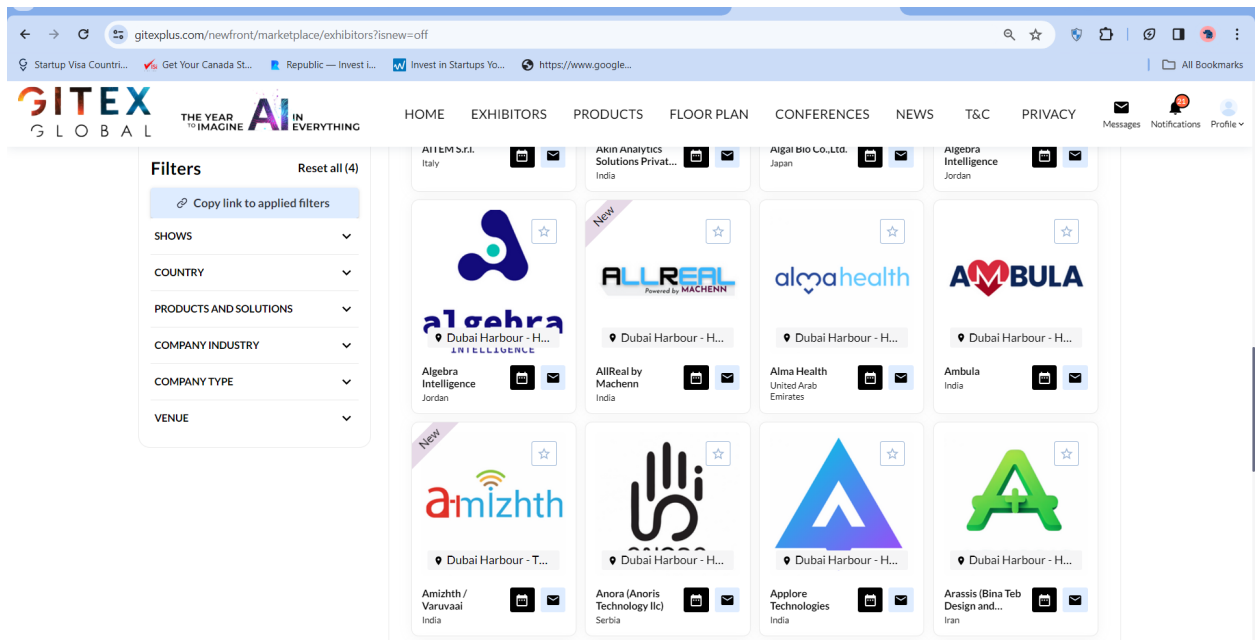 gitexplus.com/newfront/marketplace/exhibitors?isnew=off
Startup Visa Countri...
Get Your Canada St...
Republic — Invest i...
Invest in Startups Yo...
https://www.google...
All Bookmarks
GITEX
GLOBAL
THE YEAR
TO IMAGINE AI IN
EVERYTHING
HOME
EXHIBITORS
PRODUCTS
FLOOR PLAN
CONFERENCES
NEWS
T&C
PRIVACY
Messages
21
Notifications
Profile
Filters
Reset all (4)
Copy link to applied filters
SHOWS
COUNTRY
PRODUCTS AND SOLUTIONS
COMPANY INDUSTRY
COMPANY TYPE
VENUE
AITEM S.r.l.
Italy
Akin Analytics
Solutions Privat...
India
Algal Bio Co.,Ltd.
Japan
Algebra
Intelligence
Jordan
algebra
INTELLIGENCE
Dubai Harbour - H...
Algebra
Intelligence
Jordan
New
ALLREAL
Powered by MACHENN
Dubai Harbour - H...
AllReal by
Machenn
India
alma health
Dubai Harbour - H...
Alma Health
United Arab
Emirates
AMBULA
Dubai Harbour - H...
Ambula
India
New
a-mizhth
Dubai Harbour - T...
Amizhth /
Varuvaai
India
Dubai Harbour - H...
Anora (Anoris
Technology llc)
Serbia
Dubai Harbour - H...
Applore
Technologies
India
Dubai Harbour - H...
Arassis (Bina Teb
Design and...
Iran